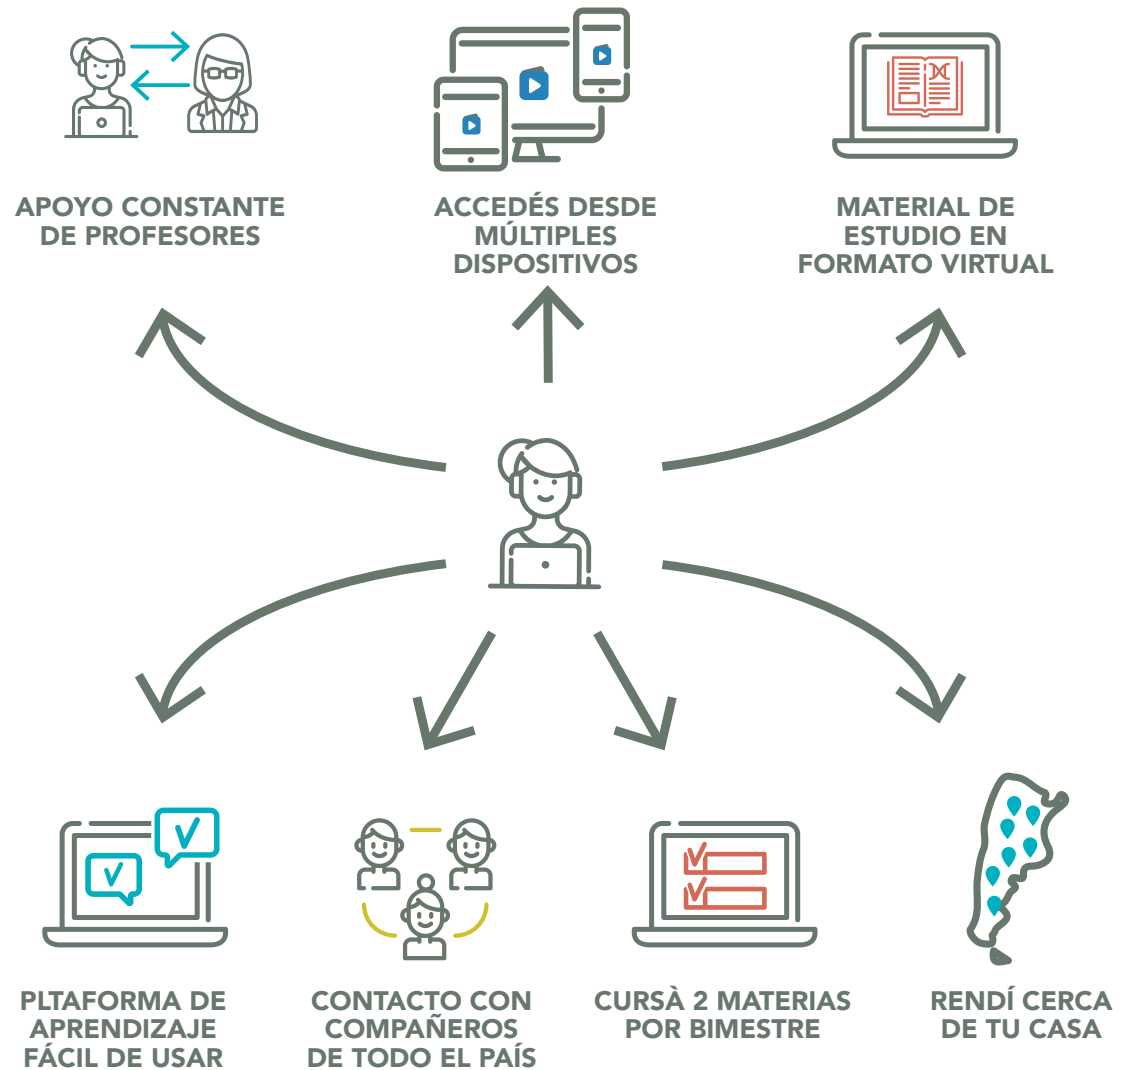 APOYO CONSTANTE
DE PROFESORES
ACCEDÉS DESDE
MÚLTIPLES
DISPOSITIVOS
MATERIAL DE
ESTUDIO EN
FORMATO VIRTUAL
PLTAFORMA DE
APRENDIZAJE
FÁCIL DE USAR
CONTACTO CON
COMPAÑEROS
DE TODO EL PAÍS
CURSÀ 2 MATERIAS
POR BIMESTRE
RENDÍ CERCA
DE TU CASA